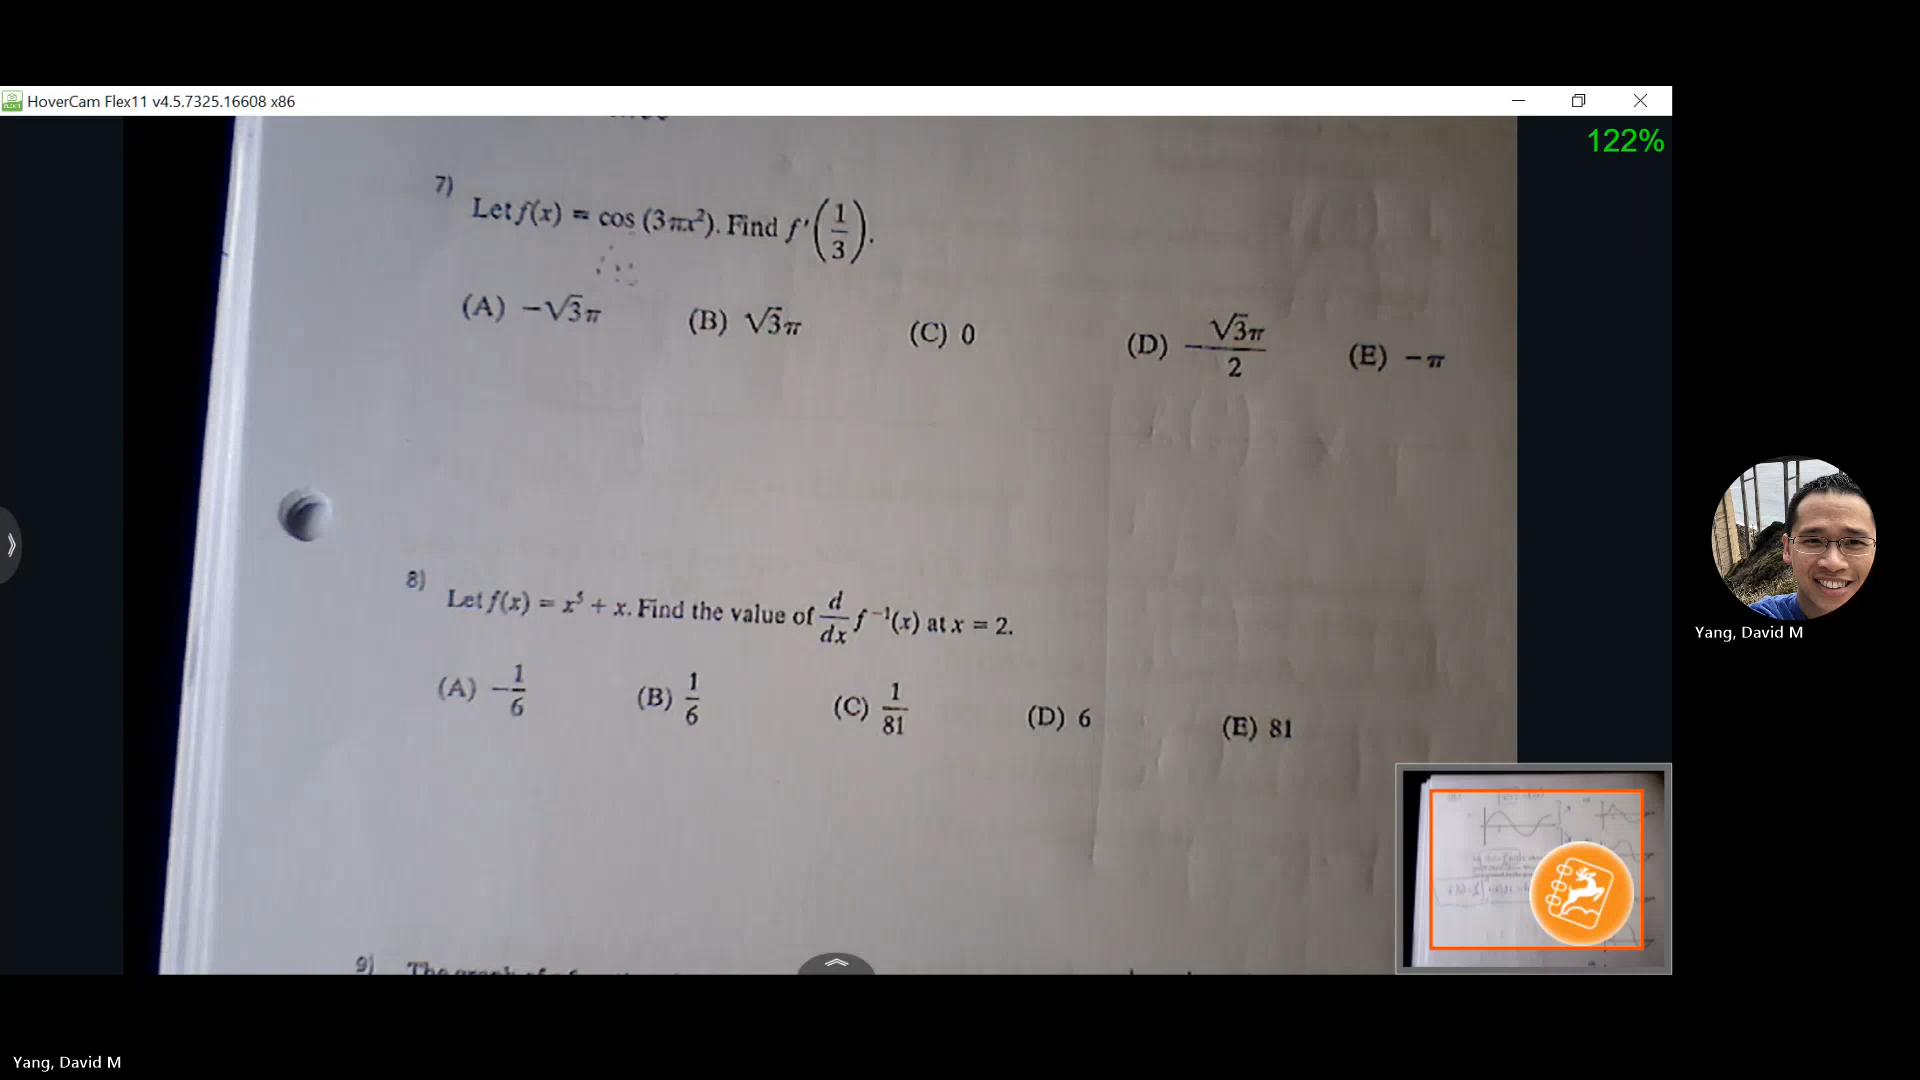 HoverCam Flex11 v4.5.7325.16608 x86
122%
7)
Let f(x) = cos (3πx²). Find f′(1/3).
(A) −√3π (B) √3π (C) 0 (D) −√3π/2 (E) −π
8)
Let f(x) = x⁵ + x. Find the value of d/dx f⁻¹(x) at x = 2.
(A) −1/6 (B) 1/6 (C) 1/81 (D) 6 (E) 81
9)
Yang, David M
Yang, David M